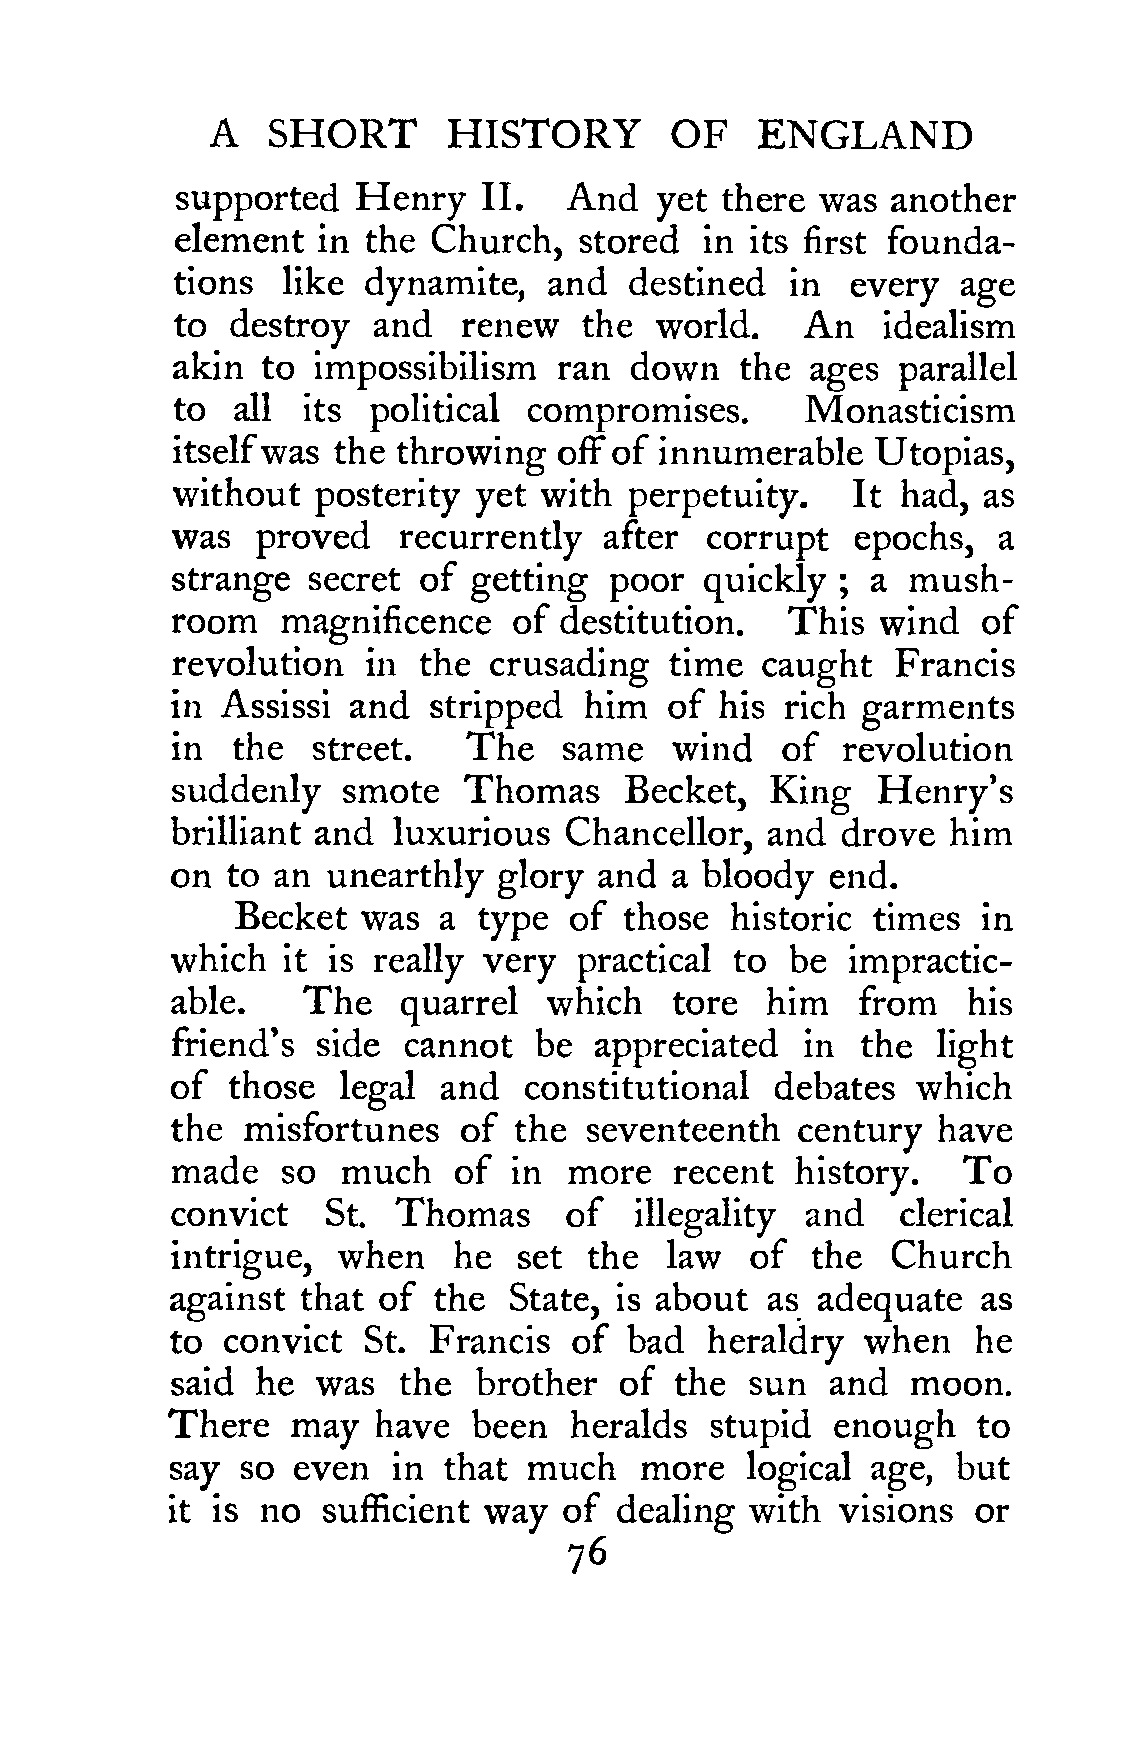 A SHORT HISTORY OF ENGLAND
supported Henry II. And yet there was another
element in the Church, stored in its first founda-
tions like dynamite, and destined in every age
to destroy and renew the world. An idealism
akin to impossibilism ran down the ages parallel
to all its political compromises. Monasticism
itself was the throwing off of innumerable Utopias,
without posterity yet with perpetuity. It had, as
was proved recurrently after corrupt epochs, a
strange secret of getting poor quickly ; a mush-
room magnificence of destitution. This wind of
revolution in the crusading time caught Francis
in Assissi and stripped him of his rich garments
in the street. The same wind of revolution
suddenly smote Thomas Becket, King Henry's
brilliant and luxurious Chancellor, and drove him
on to an unearthly glory and a bloody end.
Becket was a type of those historic times in
which it is really very practical to be impractic-
able. The quarrel which tore him from his
friend's side cannot be appreciated in the light
of those legal and constitutional debates which
the misfortunes of the seventeenth century have
made so much of in more recent history. To
convict St. Thomas of illegality and clerical
intrigue, when he set the law of the Church
against that of the State, is about as adequate as
to convict St. Francis of bad heraldry when he
said he was the brother of the sun and moon.
There may have been heralds stupid enough to
say so even in that much more logical age, but
it is no sufficient way of dealing with visions or
76